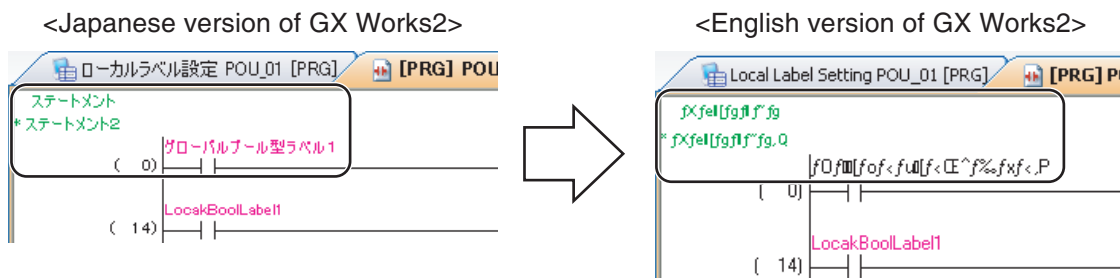 <Japanese version of GX Works2>
<English version of GX Works2>
ローカルラベル設定 POU_01 [PRG]
[PRG] POU
ステートメント
* ステートメント2
グローバルブール型ラベル1
( 0)
LocakBoolLabel1
( 14)
Local Label Setting POU_01 [PRG]
[PRG] P
( 0)
LocakBoolLabel1
( 14)